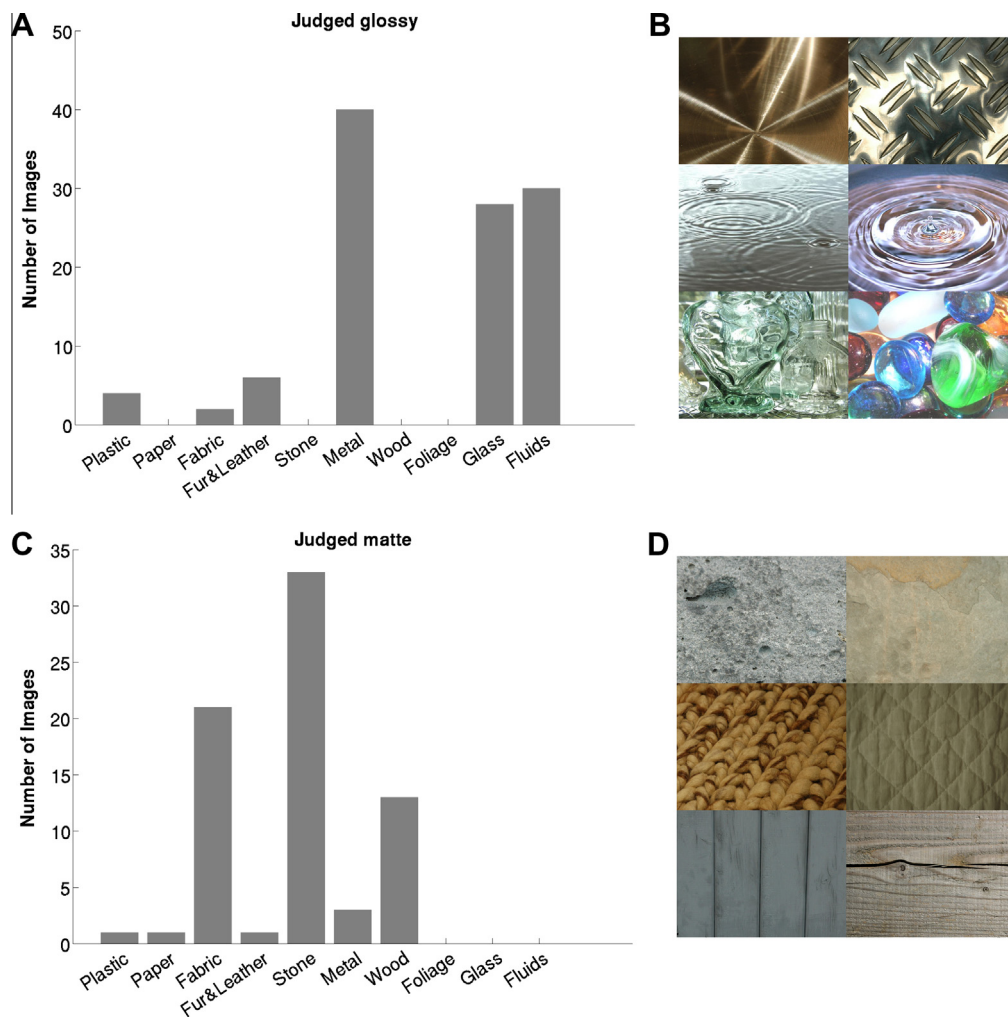 A
Judged glossy
50
40
30
20
10
0
Number of Images
Plastic
Paper
Fabric
Fur&Leather
Stone
Metal
Wood
Foliage
Glass
Fluids
B
C
Judged matte
35
30
25
20
15
10
5
0
Number of Images
Plastic
Paper
Fabric
Fur&Leather
Stone
Metal
Wood
Foliage
Glass
Fluids
D